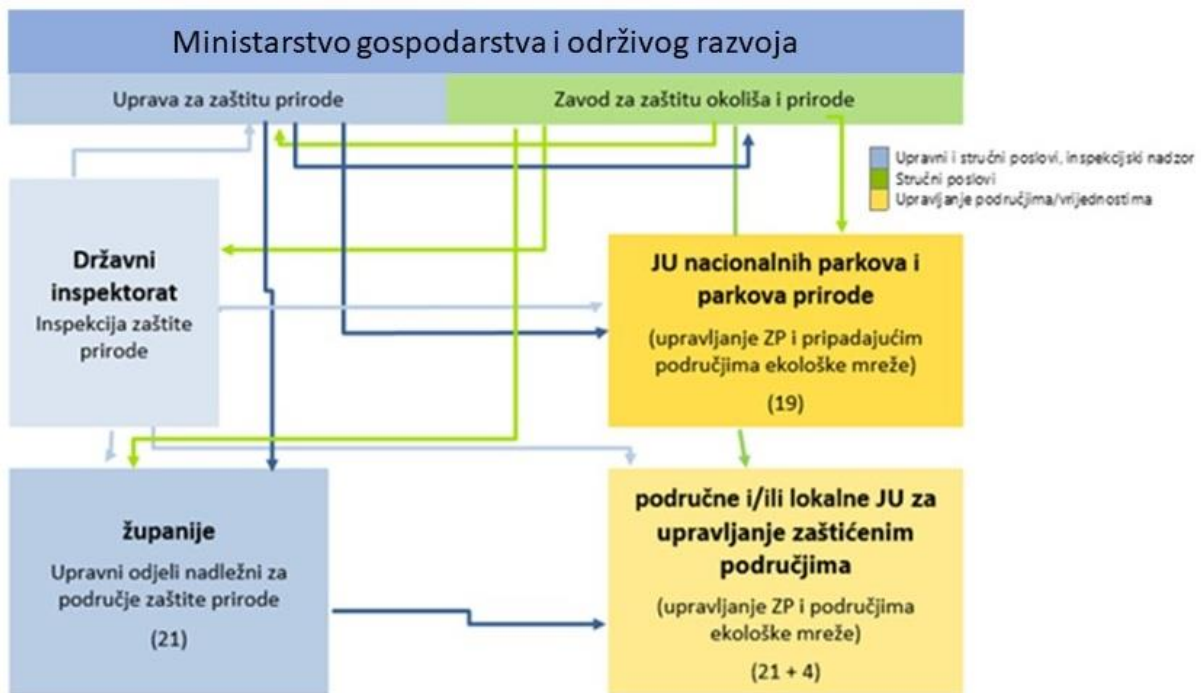 Ministarstvo gospodarstva i održivog razvoja
Uprava za zaštitu prirode
Zavod za zaštitu okoliša i prirode
Upravni i stručni poslovi, inspekcijski nadzor
Stručni poslovi
Upravljanje područjima/vrijednostima
Državni
inspektorat
Inspekcija zaštite
prirode
JU nacionalnih parkova i
parkova prirode
(upravljanje ZP i pripadajućim
područjima ekološke mreže)
(19)
županije
Upravni odjeli nadležni za
područje zaštite prirode
(21)
područne i/ili lokalne JU za
upravljanje zaštićenim
područjima
(upravljanje ZP i područjima
ekološke mreže)
(21 + 4)